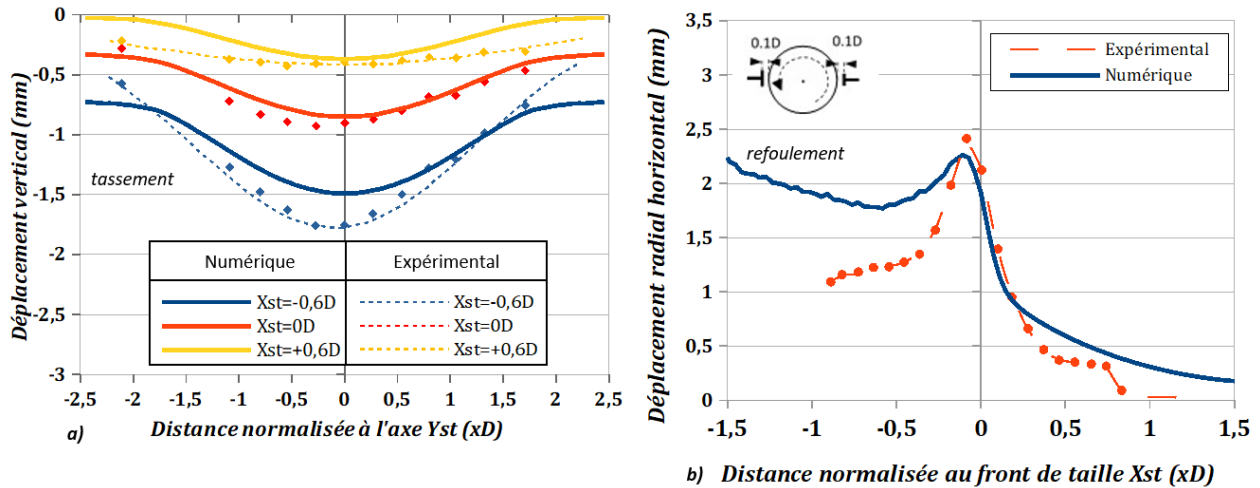 Déplacement vertical (mm)
0
-0,5
-1
-1,5
-2
-2,5
-3
tassement
Numérique Expérimental
Xst=-0,6D Xst=-0,6D
Xst=0D Xst=0D
Xst=+0,6D Xst=+0,6D
-2,5 -2 -1,5 -1 -0,5 0 0,5 1 1,5 2 2,5
a) Distance normalisée à l'axe Yst (xD)
Déplacement radial horizontal (mm)
3,5
3
2,5
2
1,5
1
0,5
0
0.1D 0.1D
Expérimental
Numérique
refoulement
-1,5 -1 -0,5 0 0,5 1 1,5
b) Distance normalisée au front de taille Xst (xD)